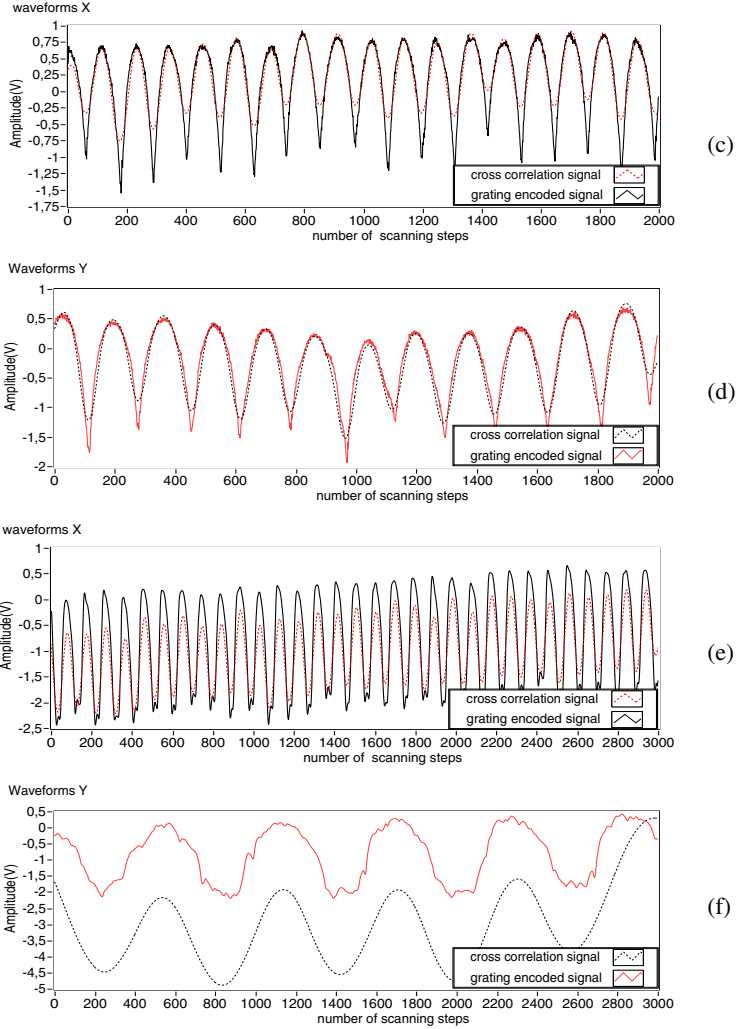 waveforms X
1
0,75
0,5
0,25
0
-0,25
-0,5
-0,75
-1
-1,25
-1,5
-1,75
Amplitude(V)
cross correlation signal
grating encoded signal
0 200 400 600 800 1000 1200 1400 1600 1800 2000
number of scanning steps
(c)
Waveforms Y
1
0,5
0
-0,5
-1
-1,5
-2
Amplitude(V)
cross correlation signal
grating encoded signal
0 200 400 600 800 1000 1200 1400 1600 1800 2000
number of scanning steps
(d)
waveforms X
1
0,5
0
-0,5
-1
-1,5
-2
-2,5
Amplitude(V)
cross correlation signal
grating encoded signal
0 200 400 600 800 1000 1200 1400 1600 1800 2000 2200 2400 2600 2800 3000
number of scanning steps
(e)
Waveforms Y
0,5
0
-0,5
-1
-1,5
-2
-2,5
-3
-3,5
-4
-4,5
-5
Amplitude(V)
cross correlation signal
grating encoded signal
0 200 400 600 800 1000 1200 1400 1600 1800 2000 2200 2400 2600 2800 3000
number of scanning steps
(f)